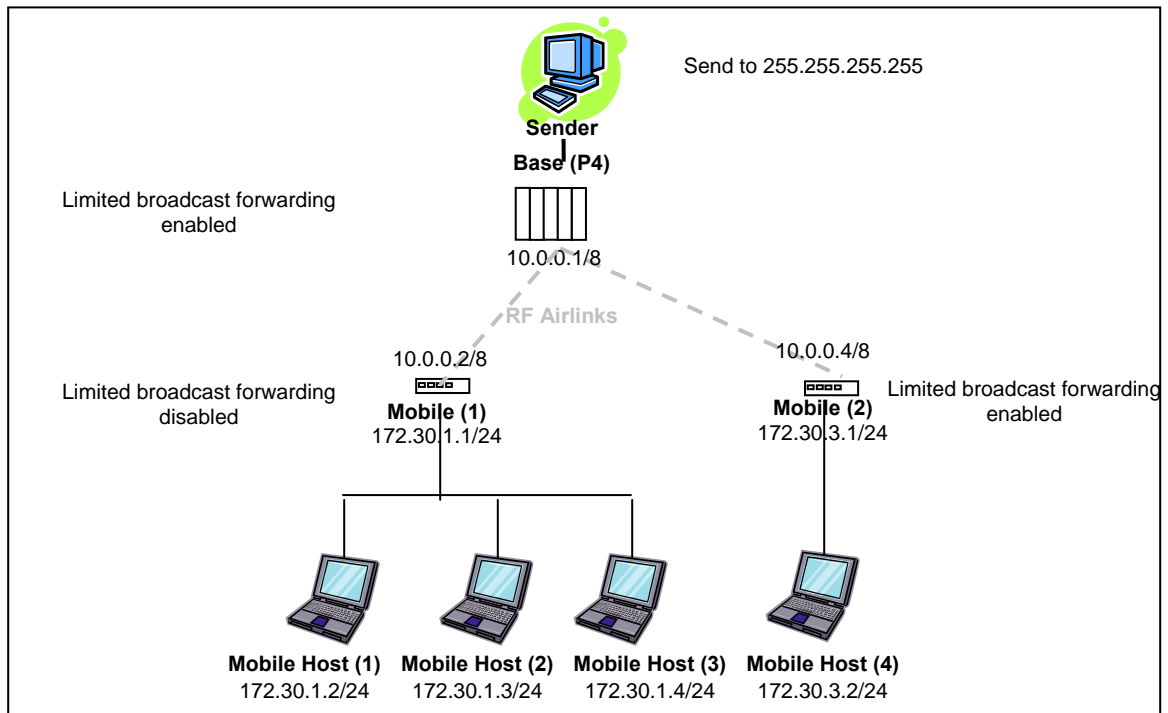 Send to 255.255.255.255
Sender
Base (P4)
Limited broadcast forwarding
enabled
10.0.0.1/8
RF Airlinks
10.0.0.2/8
10.0.0.4/8
Limited broadcast forwarding
disabled
Mobile (1)
172.30.1.1/24
Mobile (2)
172.30.3.1/24
Limited broadcast forwarding
enabled
Mobile Host (1)
172.30.1.2/24
Mobile Host (2)
172.30.1.3/24
Mobile Host (3)
172.30.1.4/24
Mobile Host (4)
172.30.3.2/24